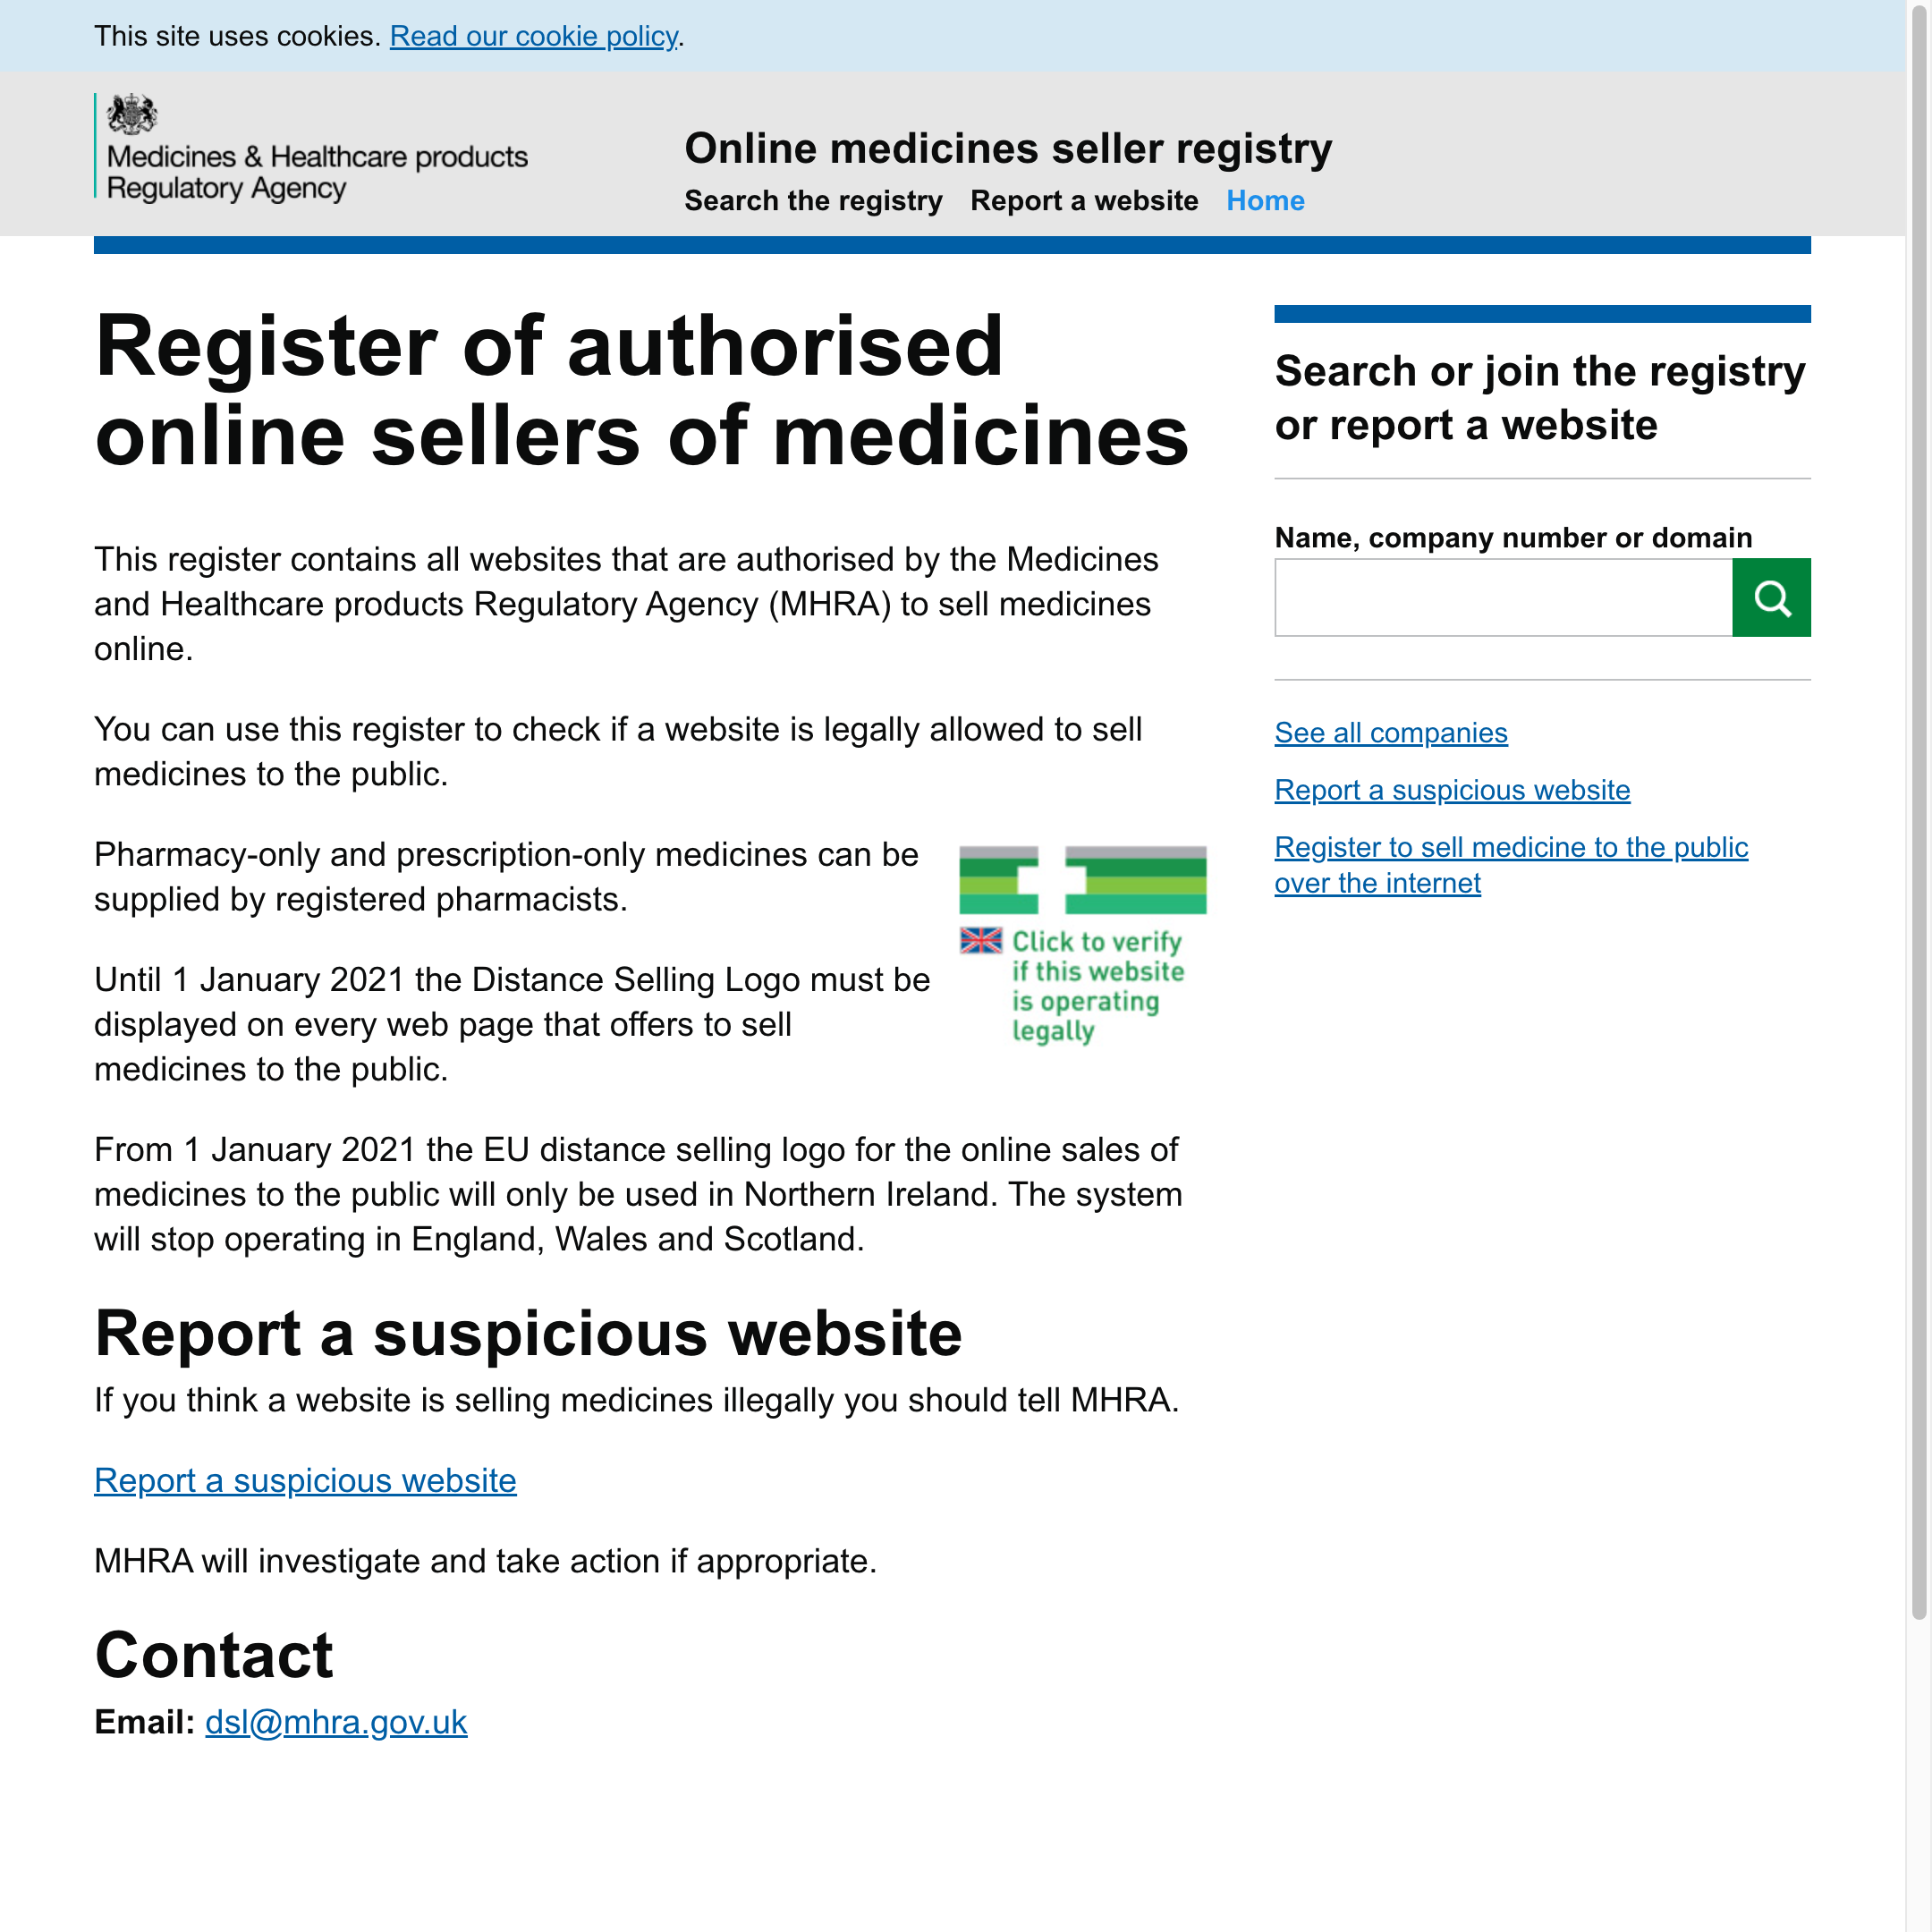 This site uses cookies. Read our cookie policy.
Medicines & Healthcare products
Regulatory Agency
Online medicines seller registry
Search the registry Report a website Home
Register of authorised
online sellers of medicines
This register contains all websites that are authorised by the Medicines
and Healthcare products Regulatory Agency (MHRA) to sell medicines
online.
You can use this register to check if a website is legally allowed to sell
medicines to the public.
Pharmacy-only and prescription-only medicines can be
supplied by registered pharmacists.
Click to verify
if this website
is operating
legally
Until 1 January 2021 the Distance Selling Logo must be
displayed on every web page that offers to sell
medicines to the public.
From 1 January 2021 the EU distance selling logo for the online sales of
medicines to the public will only be used in Northern Ireland. The system
will stop operating in England, Wales and Scotland.
Report a suspicious website
If you think a website is selling medicines illegally you should tell MHRA.
Report a suspicious website
MHRA will investigate and take action if appropriate.
Contact
Email: dsl@mhra.gov.uk
Search or join the registry
or report a website
Name, company number or domain
See all companies
Report a suspicious website
Register to sell medicine to the public
over the internet